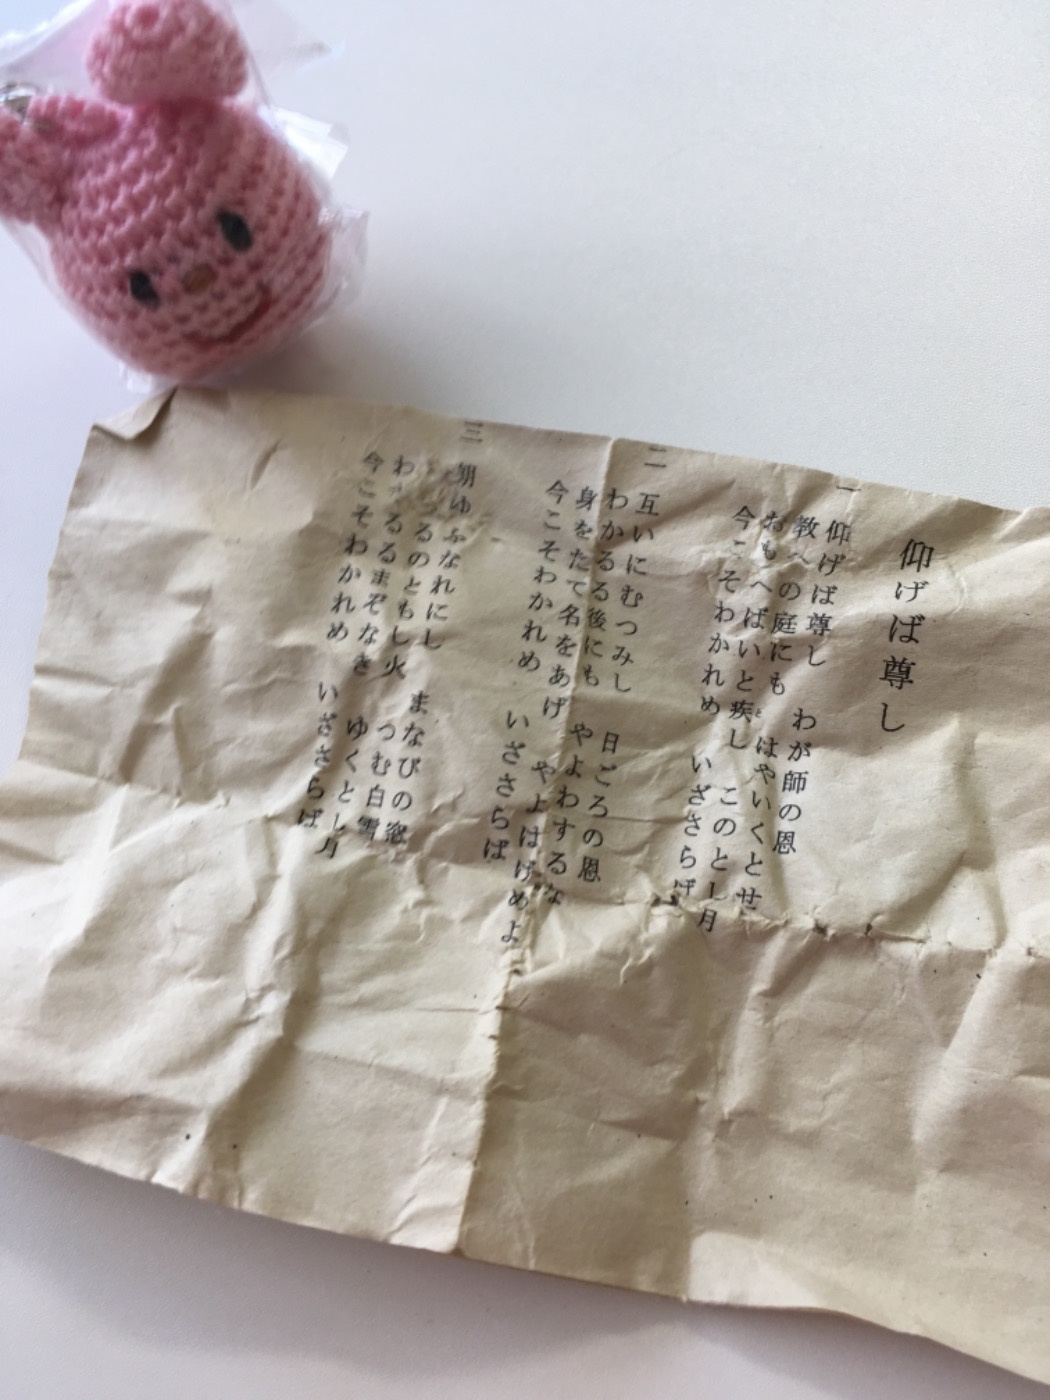 仰げば尊し
一 仰げば尊し わが師の恩
教への庭にも はやいくとせ
おもへばいと疾し このとし月
今こそわかれめ いざさらば
二 互いにむつみし 日ごろの恩
わかるる後にも やよわするな
身をたて名をあげ やよはげめよ
今こそわかれめ いざさらば
三 朝ゆふなれにし まなびの窓
るのともし火 つむ白雪
わするるまぞなき ゆくとし月
今こそわかれめ いざさらば